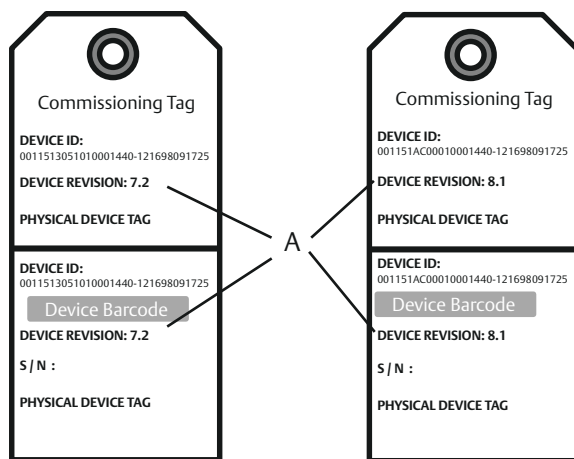 Commissioning Tag
DEVICE ID:
0011513051010001440-121698091725
DEVICE REVISION: 7.2
PHYSICAL DEVICE TAG
DEVICE ID:
0011513051010001440-121698091725
Device Barcode
DEVICE REVISION: 7.2
S / N :
PHYSICAL DEVICE TAG
A
Commissioning Tag
DEVICE ID:
001151AC00010001440-121698091725
DEVICE REVISION: 8.1
PHYSICAL DEVICE TAG
DEVICE ID:
001151AC00010001440-121698091725
Device Barcode
DEVICE REVISION: 8.1
S / N :
PHYSICAL DEVICE TAG